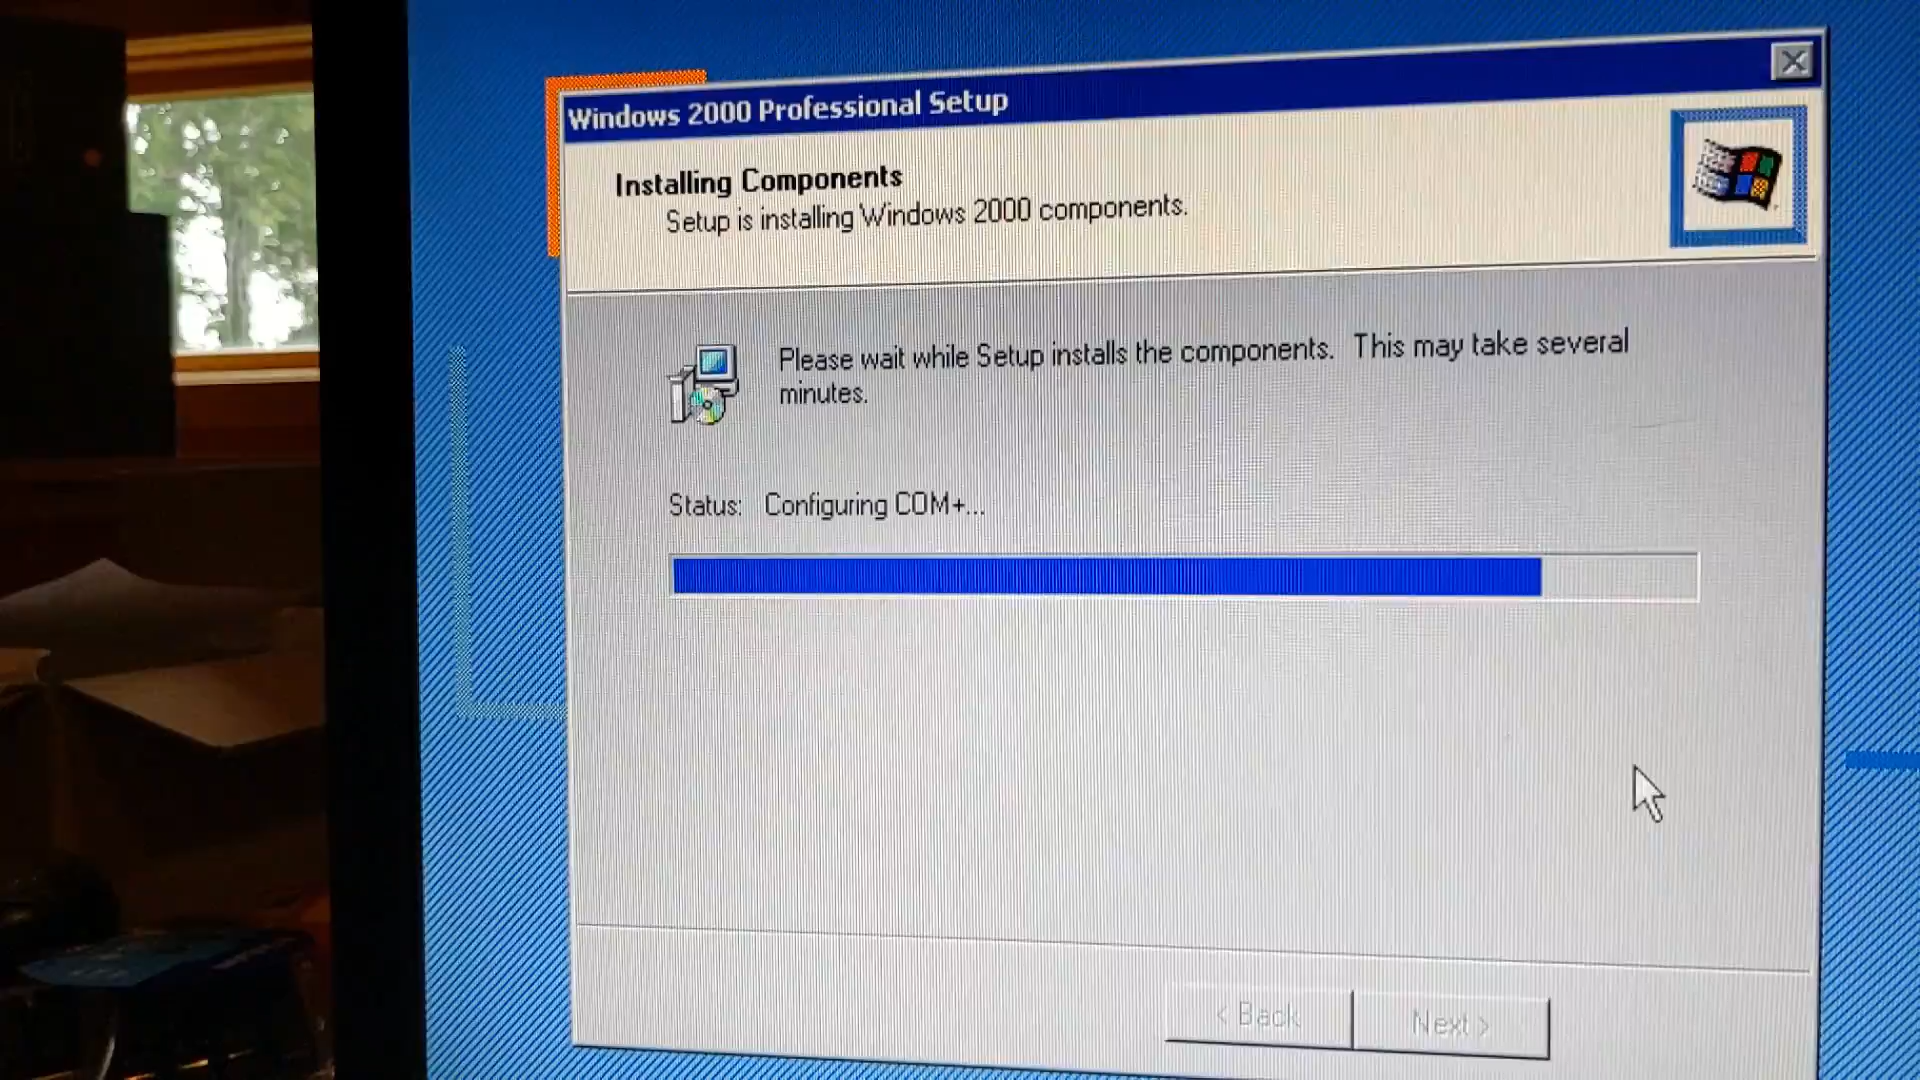 Windows 2000 Professional Setup
Installing Components
Setup is installing Windows 2000 components.
Please wait while Setup installs the components. This may take several
minutes.
Status: Configuring COM+...
< Back
Next >